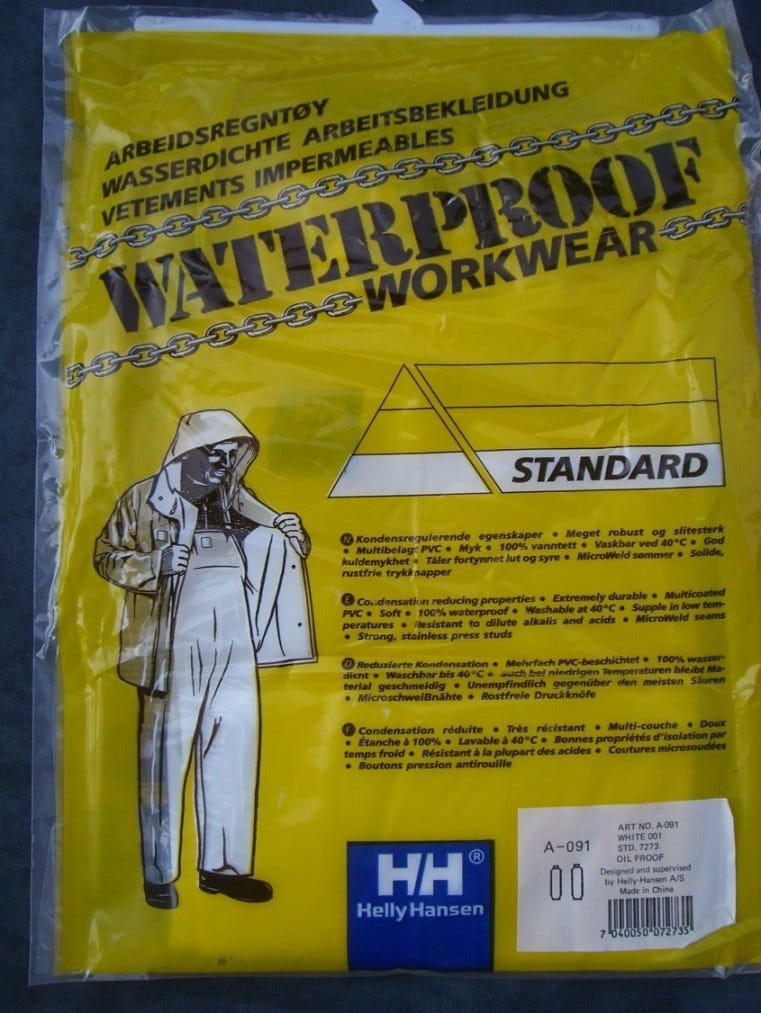 ARBEIDSREGNTØY
WASSERDICHTE ARBEITSBEKLEIDUNG
VETEMENTS IMPERMEABLES
WATERPROOF
WORKWEAR
STANDARD
N Kondensregulerende egenskaper • Meget robust og slitesterk
• Multibelagt PVC • Myk • 100% vanntett • Vaskbar ved 40°C • God
kuldemykhet • Tåler fortynnet lut og syre • MicroWeld sømmer • Solide,
rustfrie trykknapper
E Condensation reducing properties • Extremely durable • Multicoated
PVC • Soft • 100% waterproof • Washable at 40°C • Supple in low tem-
peratures • Resistant to dilute alkalis and acids • MicroWeld seams
• Strong, stainless press studs
D Reduzierte Kondensation • Mehrfach PVC-beschichtet • 100% wasser-
dicht • Waschbar bis 40°C • auch bei niedrigen Temperaturen bleibt Ma-
terial geschmeidig • Unempfindlich gegenüber den meisten Säuren
• Microschweißnähte • Rostfreie Druckknöfe
F Condensation réduite • Très résistant • Multi-couche • Doux
• Étanche à 100% • Lavable à 40°C • Bonnes propriétés d'isolation par
temps froid • Résistant à la plupart des acides • Coutures microsoudées
• Boutons pression antirouille
H/H ®
Helly Hansen
A-091
ART NO. A-091
WHITE 001
STD. 7273
OIL PROOF
Designed and supervised
by Helly-Hansen A/S
Made in China
7 040050 072735